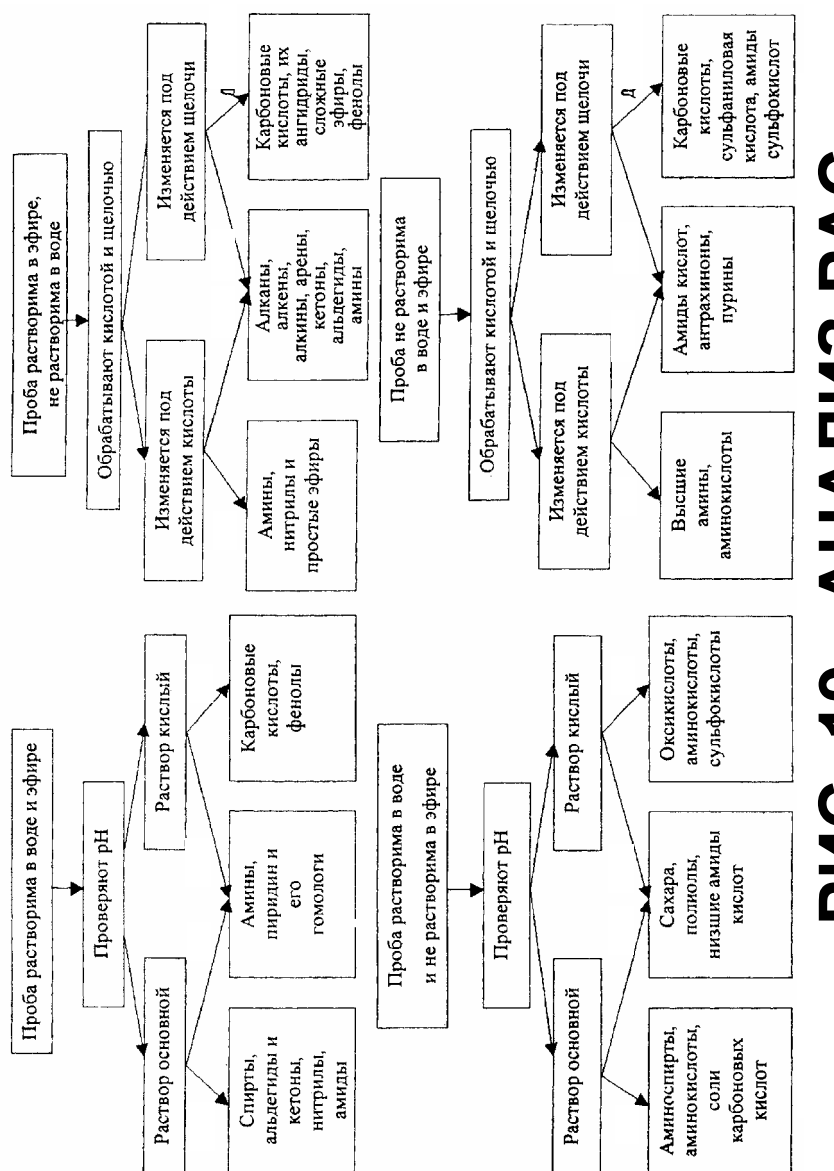 Проба растворима в воде и эфире
Проверяют pH
Раствор основной
Раствор кислый
Спирты,
альдегиды и
кетоны,
нитрилы,
амиды
Амины,
пиридин и
его
гомологи
Карбоновые
кислоты,
фенолы
Проба растворима в эфире,
не растворима в воде
Обрабатывают кислотой и щелочью
Изменяется под
действием кислоты
Изменяется под
действием щелочи
Д
Амины,
нитрилы и
простые эфиры
Алканы,
алкены,
алкины, арены,
кетоны,
альдегиды,
амины
Карбоновые
кислоты, их
ангидриды,
сложные
эфиры,
фенолы
Проба растворима в воде
и не растворима в эфире
Проверяют pH
Раствор основной
Раствор кислый
Аминоспирты,
аминокислоты,
соли
карбоновых
кислот
Сахара,
полиолы,
низшие амиды
кислот
Оксикислоты,
аминокислоты,
сульфокислоты
Проба не растворима
в воде и эфире
Обрабатывают кислотой и щелочью
Изменяется под
действием кислоты
Изменяется под
действием щелочи
Д
Высшие
амины,
аминокислоты
Амиды кислот,
антрахиноны,
пурины
Карбоновые
кислоты,
сульфаниловая
кислота, амиды
сульфокислот